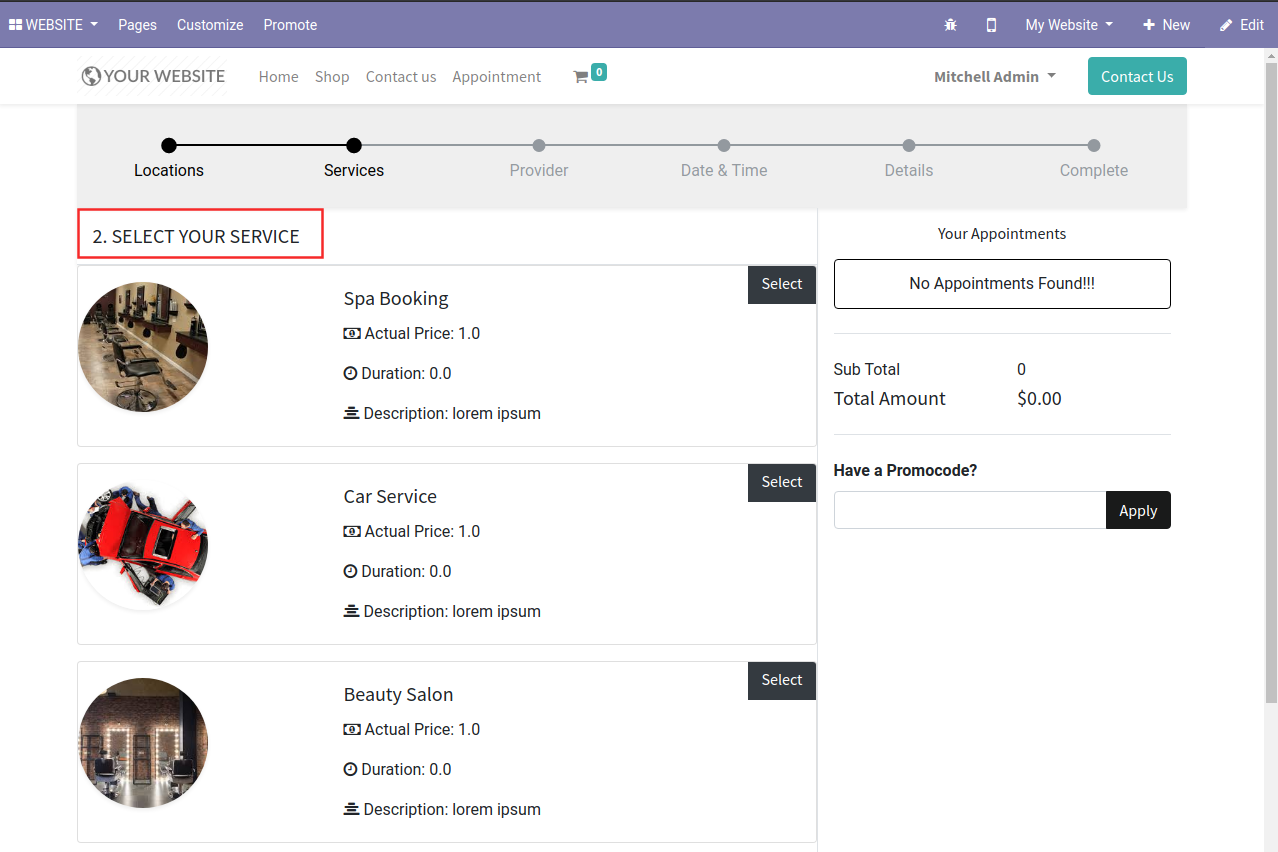 WEBSITE Pages Customize Promote My Website New Edit
YOUR WEBSITE Home Shop Contact us Appointment 0 Mitchell Admin Contact Us
Locations Services Provider Date & Time Details Complete
2. SELECT YOUR SERVICE
Spa Booking
Select
Actual Price: 1.0
Duration: 0.0
Description: lorem ipsum
Car Service
Select
Actual Price: 1.0
Duration: 0.0
Description: lorem ipsum
Beauty Salon
Select
Actual Price: 1.0
Duration: 0.0
Description: lorem ipsum
Your Appointments
No Appointments Found!!!
Sub Total 0
Total Amount $0.00
Have a Promocode?
Apply